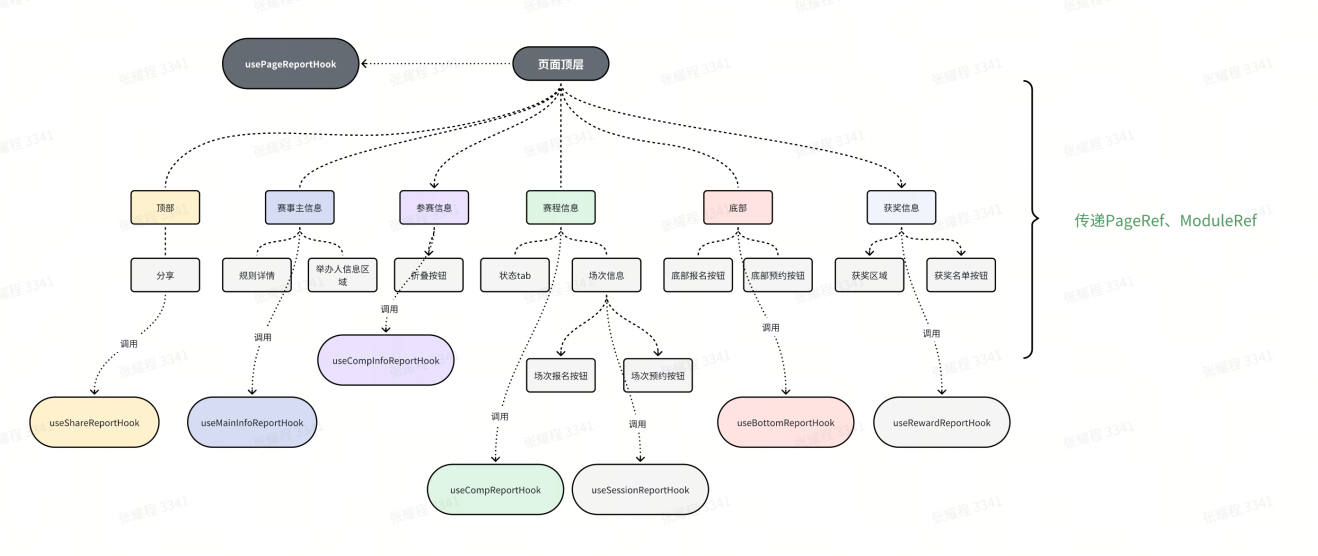 usePageReportHook
页面顶层
顶部
赛事主信息
参赛信息
赛程信息
底部
获奖信息
传递PageRef、ModuleRef
分享
规则详情
举办人信息区
域
折叠按钮
状态tab
场次信息
底部报名按钮
底部预约按钮
获奖区域
获奖名单按钮
调用
调用
调用
调用
调用
useCompInfoReportHook
场次报名按钮
场次预约按钮
调用
调用
useShareReportHook
useMainInfoReportHook
useBottomReportHook
useRewardReportHook
useCompReportHook
useSessionReportHook
张耀程 3341